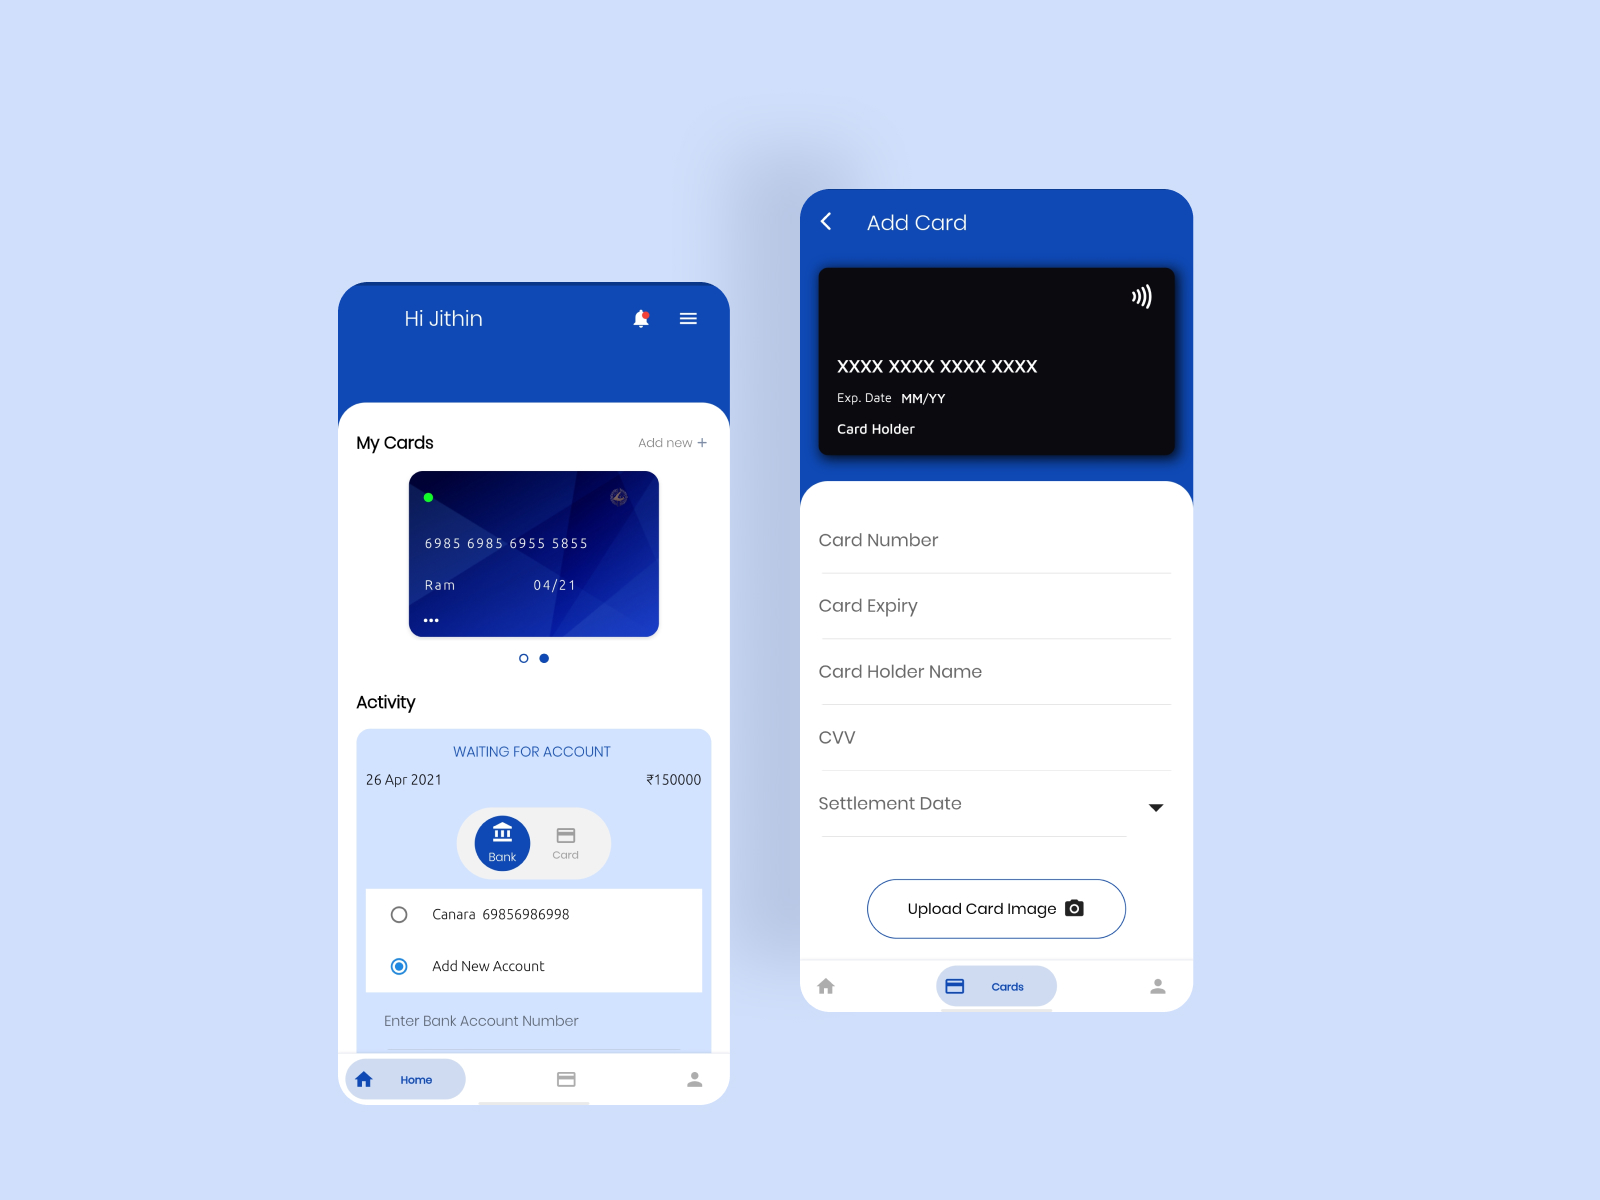 Hi Jithin
My Cards
Add new +
6985 6985 6955 5855
Ram 04/21
Activity
WAITING FOR ACCOUNT
26 Apr 2021 ₹150000
Bank
Card
Canara 69856986998
Add New Account
Enter Bank Account Number
Home
Add Card
XXXX XXXX XXXX XXXX
Exp. Date MM/YY
Card Holder
Card Number
Card Expiry
Card Holder Name
CVV
Settlement Date
Upload Card Image
Cards